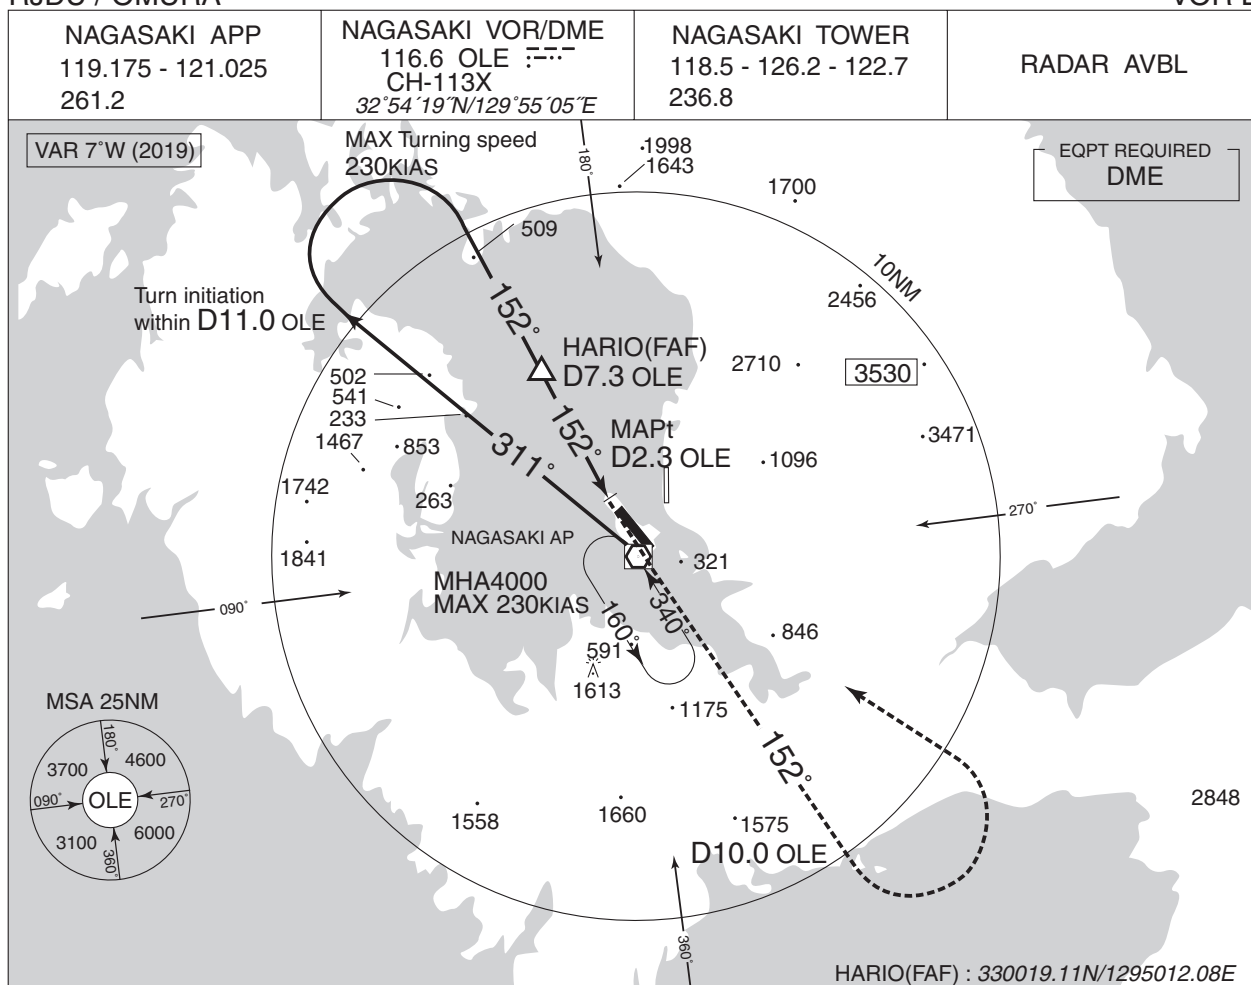 NAGASAKI APP
119.175 - 121.025
261.2
NAGASAKI VOR/DME
116.6 OLE
CH-113X
32°54´19˝N/129°55´05˝E
NAGASAKI TOWER
118.5 - 126.2 - 122.7
236.8
RADAR AVBL
VAR 7°W (2019)
MAX Turning speed
230KIAS
180°
1998
1643
1700
EQPT REQUIRED
DME
509
10NM
2456
Turn initiation
within D11.0 OLE
152°
HARIO(FAF)
D7.3 OLE
2710
3530
502
541
233
1467
853
311°
152°
MAPt
D2.3 OLE
1096
3471
1742
263
270°
1841
NAGASAKI AP
321
MHA4000
MAX 230KIAS
090°
160°
340°
846
591
1613
1175
MSA 25NM
180°
3700
4600
090°
OLE
270°
3100
6000
360°
152°
1558
1660
1575
D10.0 OLE
2848
360°
HARIO(FAF) : 330019.11N/1295012.08E